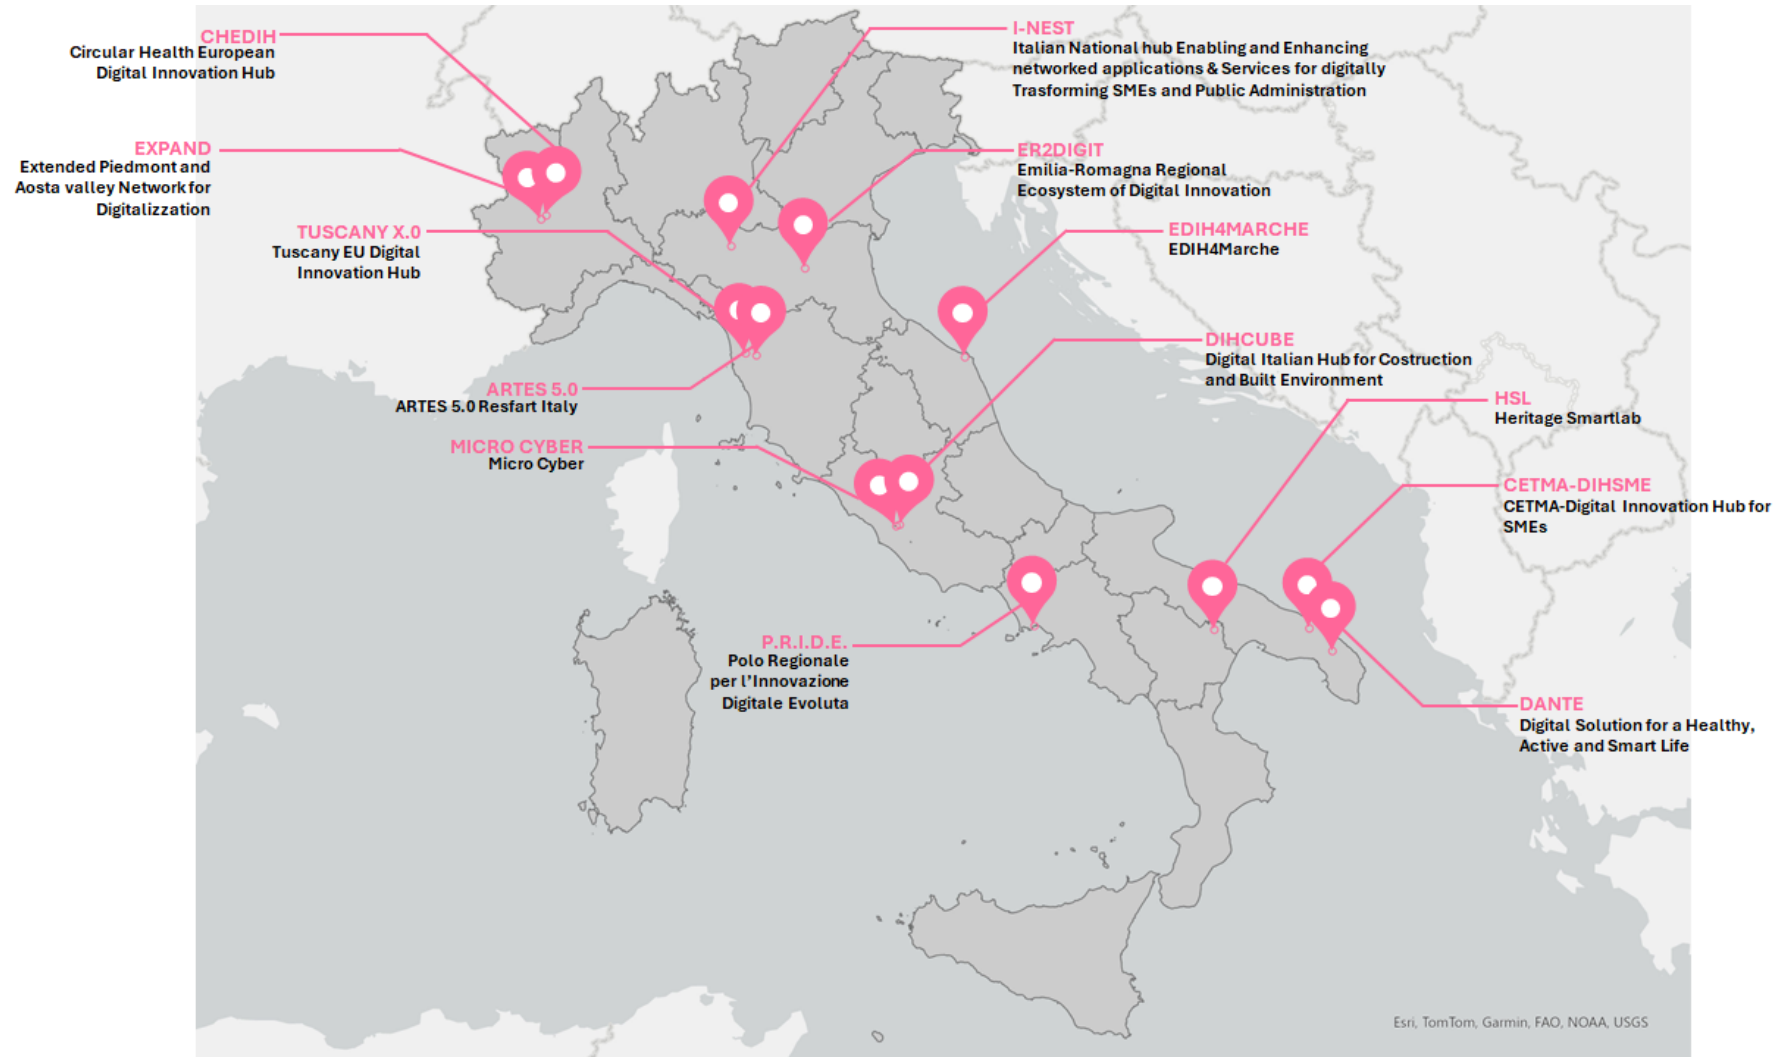 CHEDIH
Circular Health European
Digital Innovation Hub
I-NEST
Italian National hub Enabling and Enhancing
networked applications & Services for digitally
Trasforming SMEs and Public Administration
EXPAND
Extended Piedmont and
Aosta valley Network for
Digitalizzation
ER2DIGIT
Emilia-Romagna Regional
Ecosystem of Digital Innovation
TUSCANY X.0
Tuscany EU Digital
Innovation Hub
EDIH4MARCHE
EDIH4Marche
DIHCUBE
Digital Italian Hub for Costruction
and Built Environment
ARTES 5.0
ARTES 5.0 Resfart Italy
HSL
Heritage Smartlab
MICRO CYBER
Micro Cyber
CETMA-DIHSME
CETMA-Digital Innovation Hub for
SMEs
P.R.I.D.E.
Polo Regionale
per l'Innovazione
Digitale Evoluta
DANTE
Digital Solution for a Healthy,
Active and Smart Life
Esri, TomTom, Garmin, FAO, NOAA, USGS